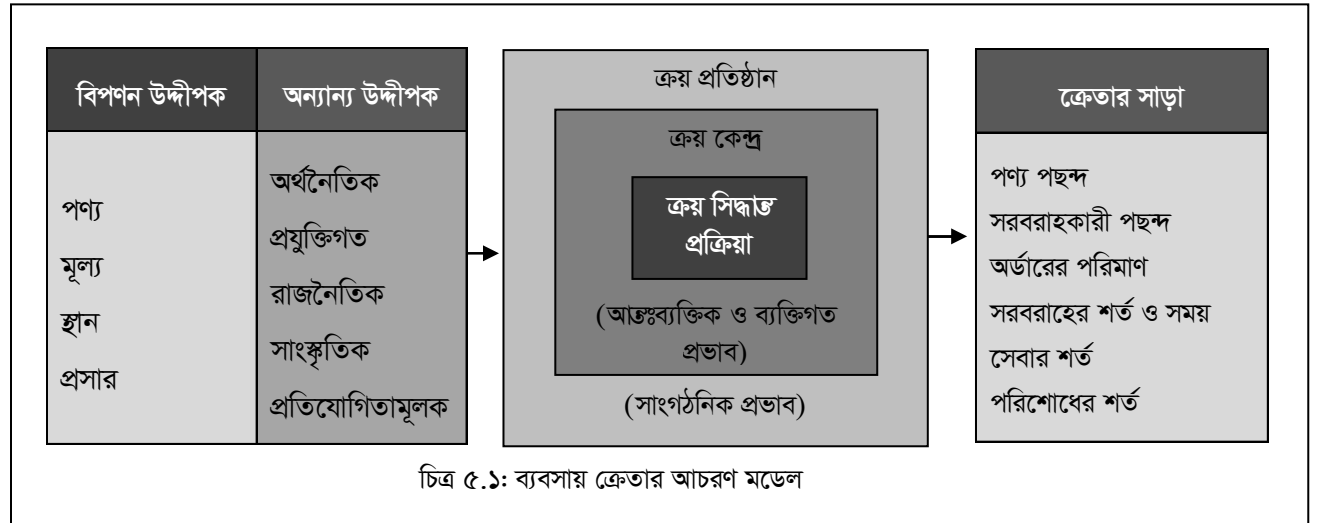 বিপণন উদ্দীপক
পণ্য
মূল্য
স্থান
প্রসার
অন্যান্য উদ্দীপক
অর্থনৈতিক
প্রযুক্তিগত
রাজনৈতিক
সাংস্কৃতিক
প্রতিযোগিতামূলক
ক্রয় প্রতিষ্ঠান
ক্রয় কেন্দ্র
ক্রয় সিদ্ধান্ত
প্রক্রিয়া
(আন্তঃব্যক্তিক ও ব্যক্তিগত
প্রভাব)
(সাংগঠনিক প্রভাব)
ক্রেতার সাড়া
পণ্য পছন্দ
সরবরাহকারী পছন্দ
অর্ডারের পরিমাণ
সরবরাহের শর্ত ও সময়
সেবার শর্ত
পরিশোধের শর্ত
চিত্র ৫.১: ব্যবসায় ক্রেতার আচরণ মডেল